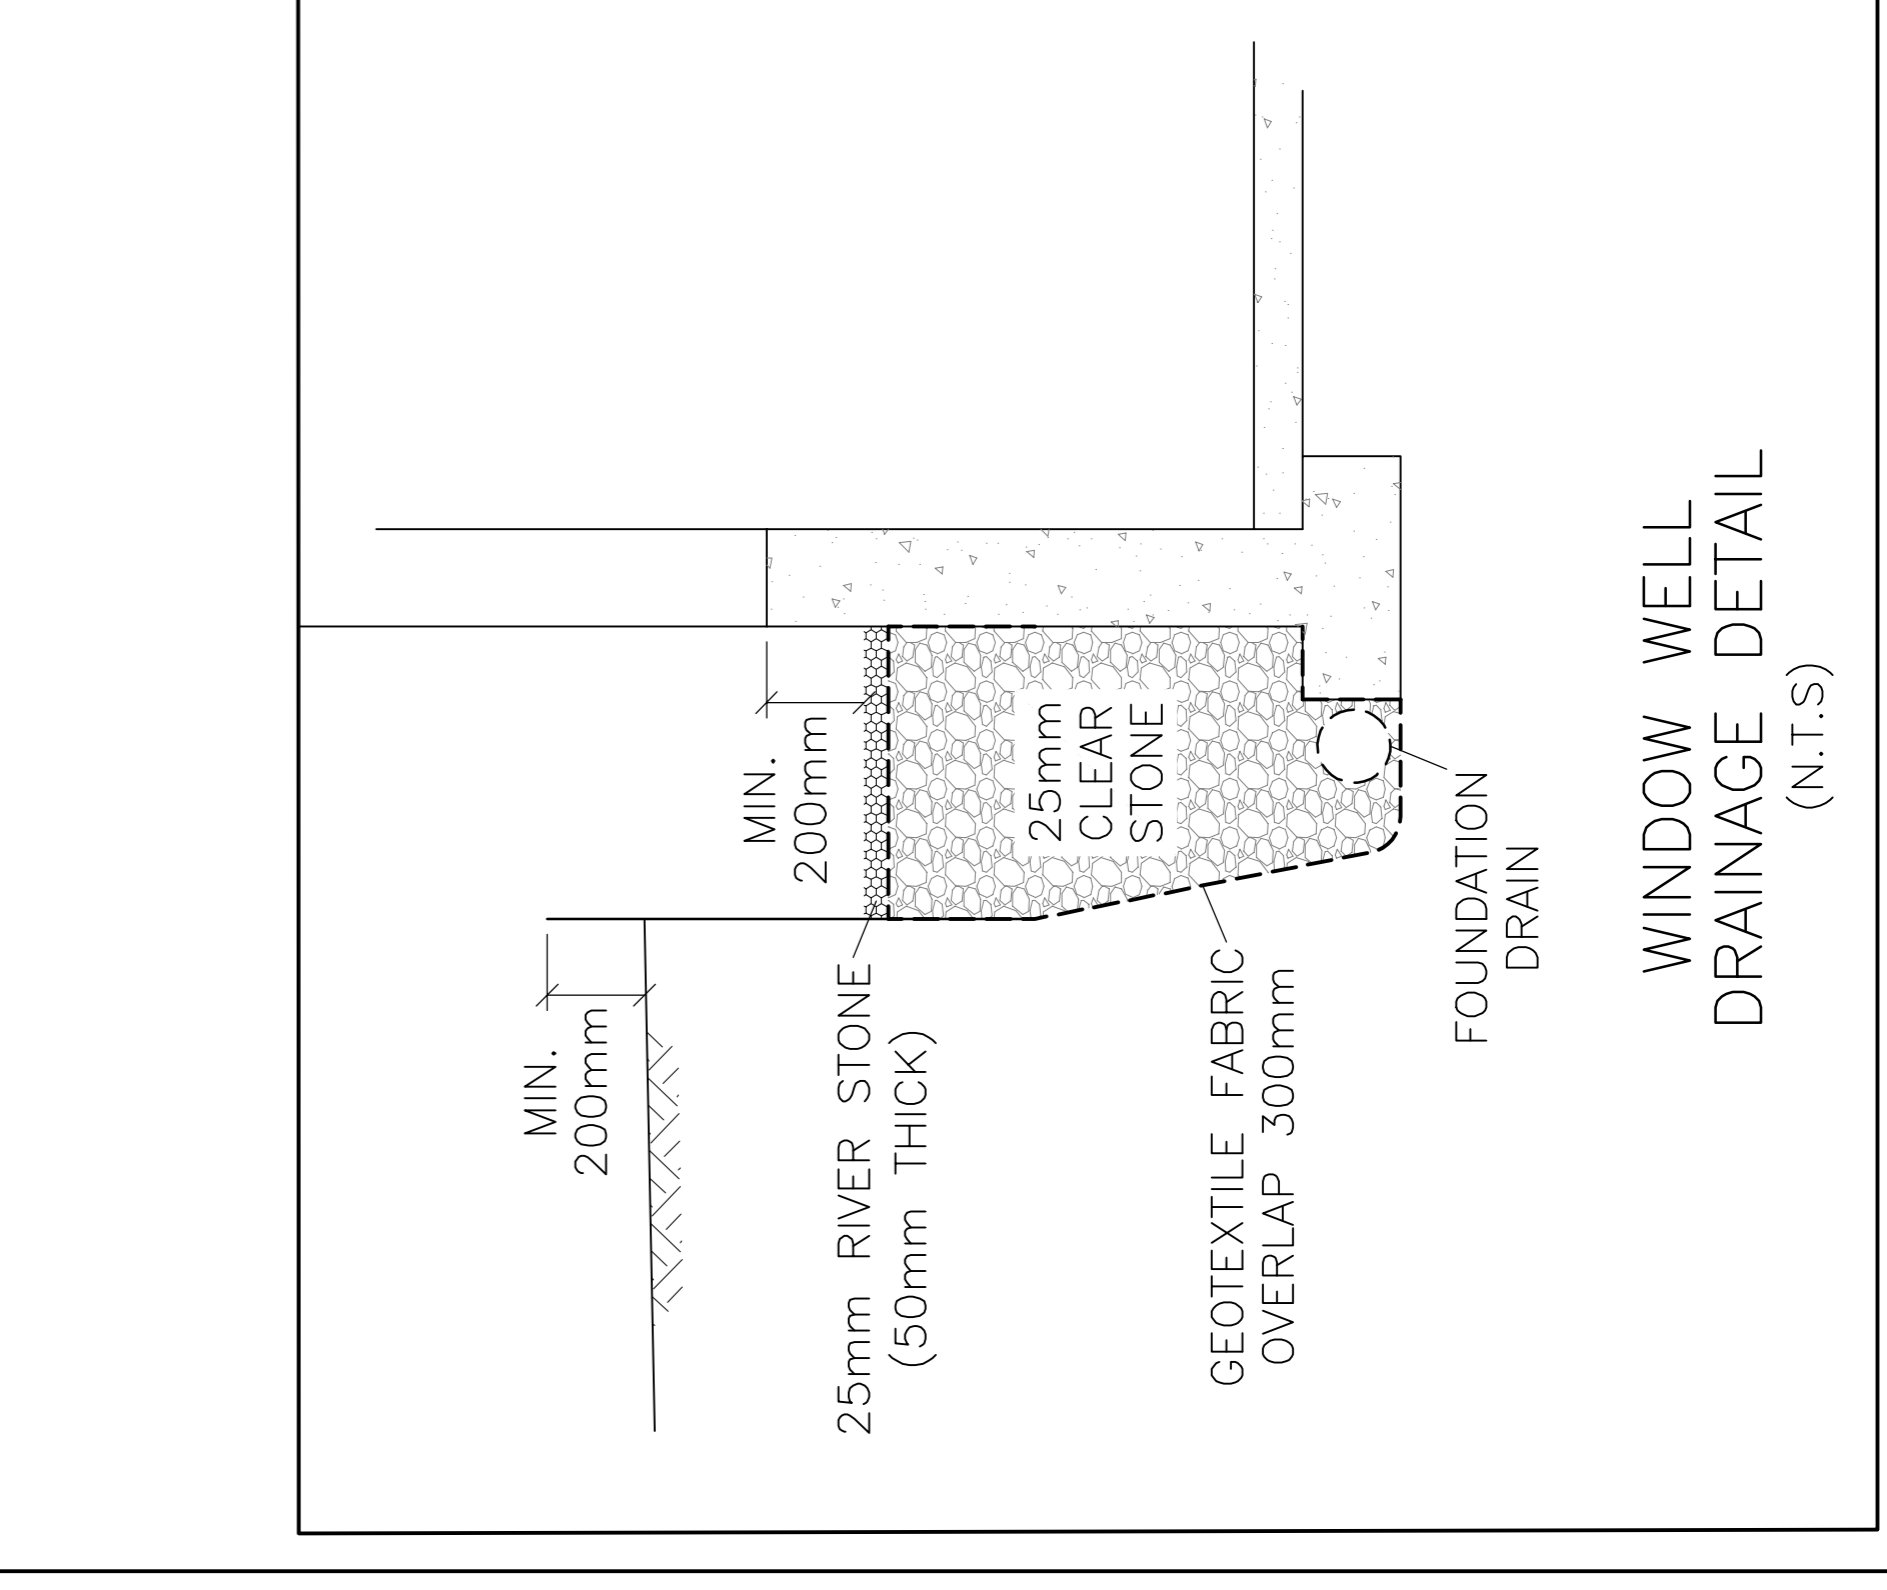 MIN.
200mm
MIN.
200mm
25mm RIVER STONE
(50mm THICK)
25mm
CLEAR
STONE
GEOTEXTILE FABRIC
OVERLAP 300mm
FOUNDATION
DRAIN
WINDOW WELL
DRAINAGE DETAIL
(N.T.S)